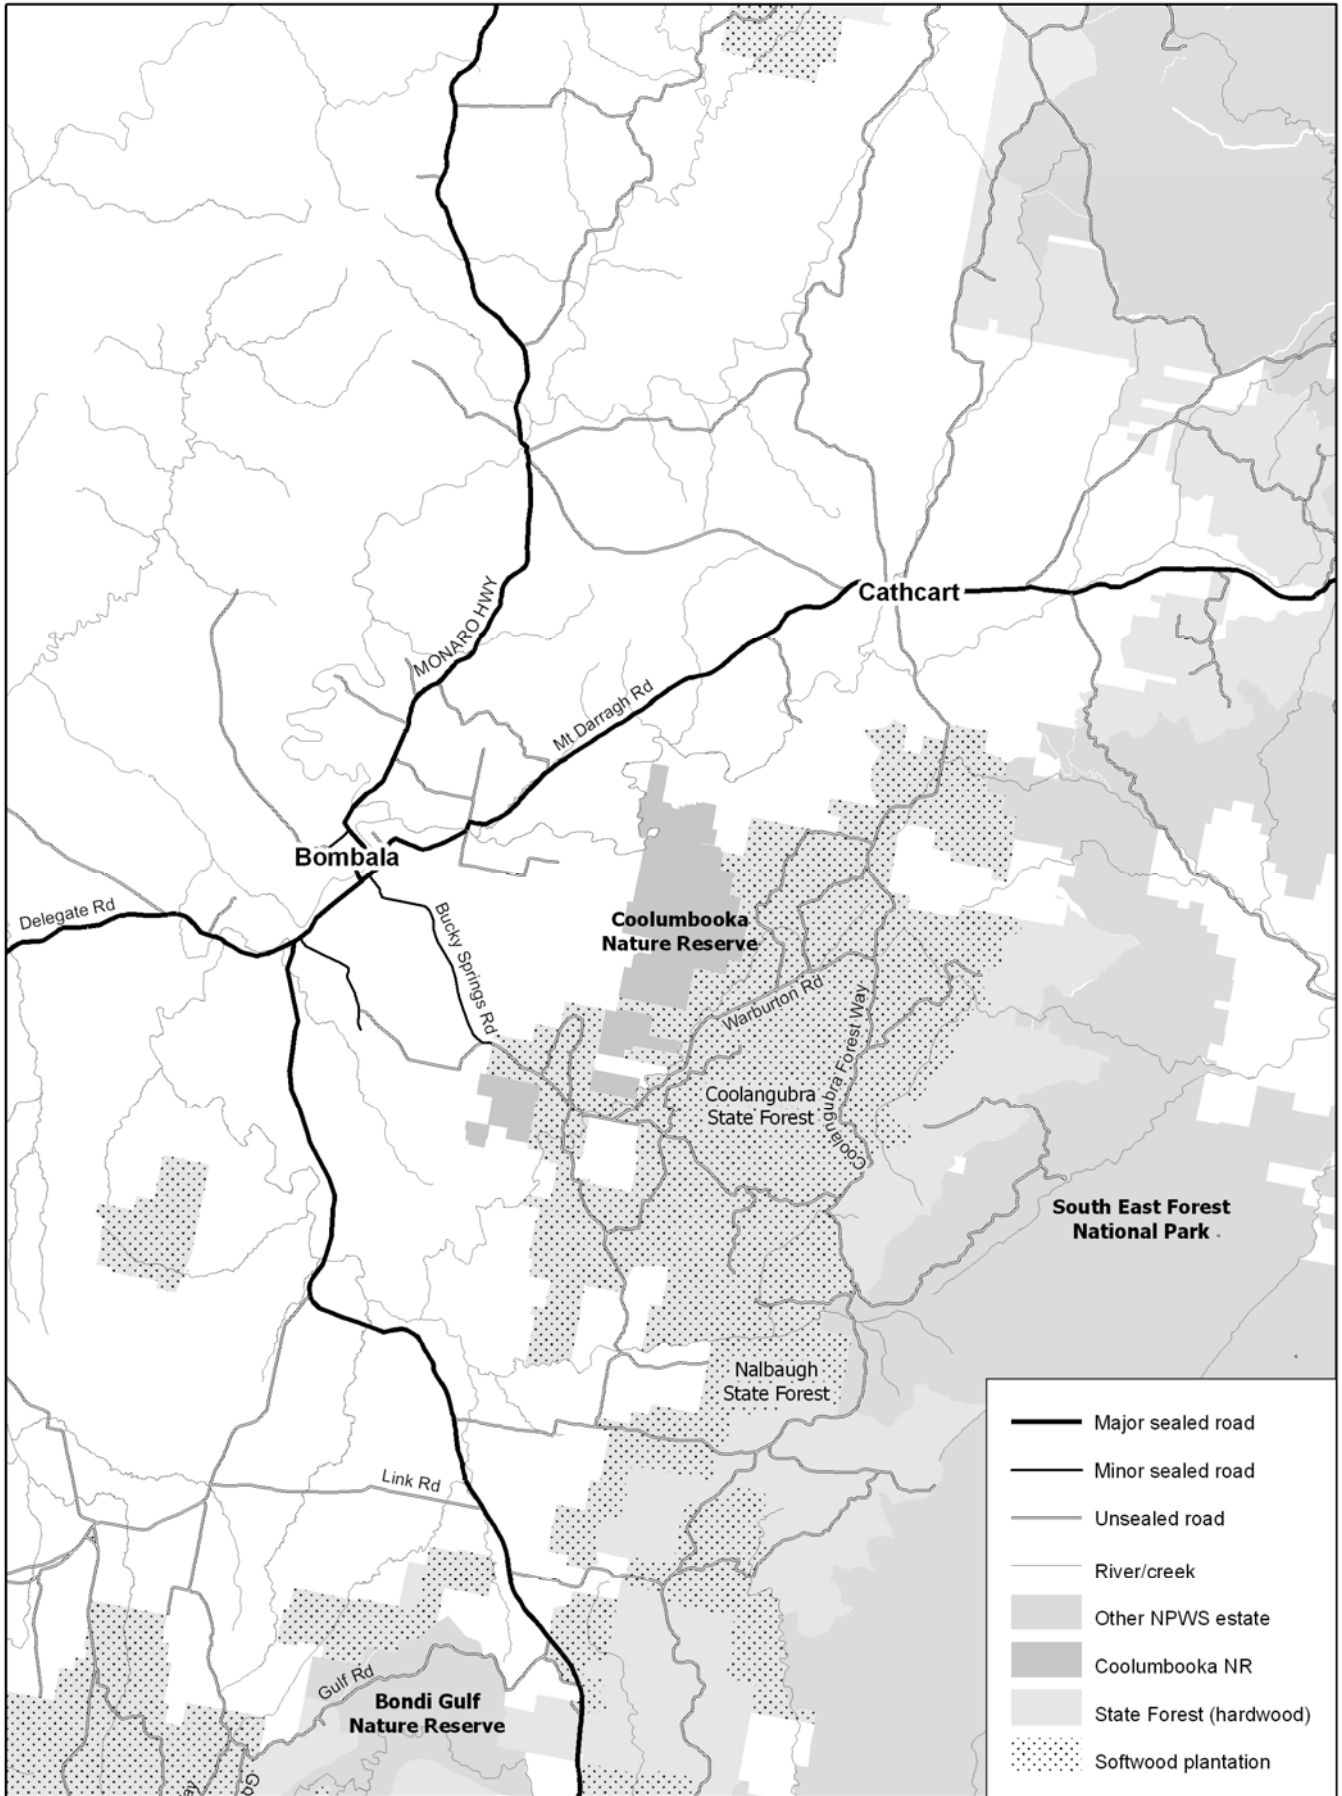 Cathcart
MONARO HWY
Mt Darragh Rd
Bombala
Delegate Rd
Bucky Springs Rd
Coolumbooka
Nature Reserve
Warburton Rd
Coolangubra Forest Way
Coolangubra
State Forest
South East Forest
National Park
Nalbaugh
State Forest
Link Rd
Gulf Rd
Bondi Gulf
Nature Reserve
Major sealed road
Minor sealed road
Unsealed road
River/creek
Other NPWS estate
Coolumbooka NR
State Forest (hardwood)
Softwood plantation